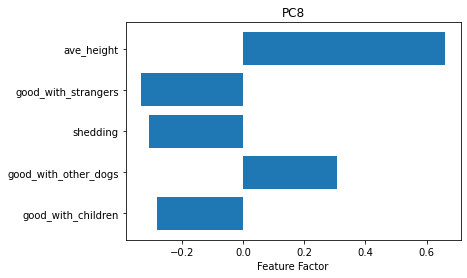 PC8
ave_height
good_with_strangers
shedding
good_with_other_dogs
good_with_children
−0.2 0.0 0.2 0.4 0.6
Feature Factor